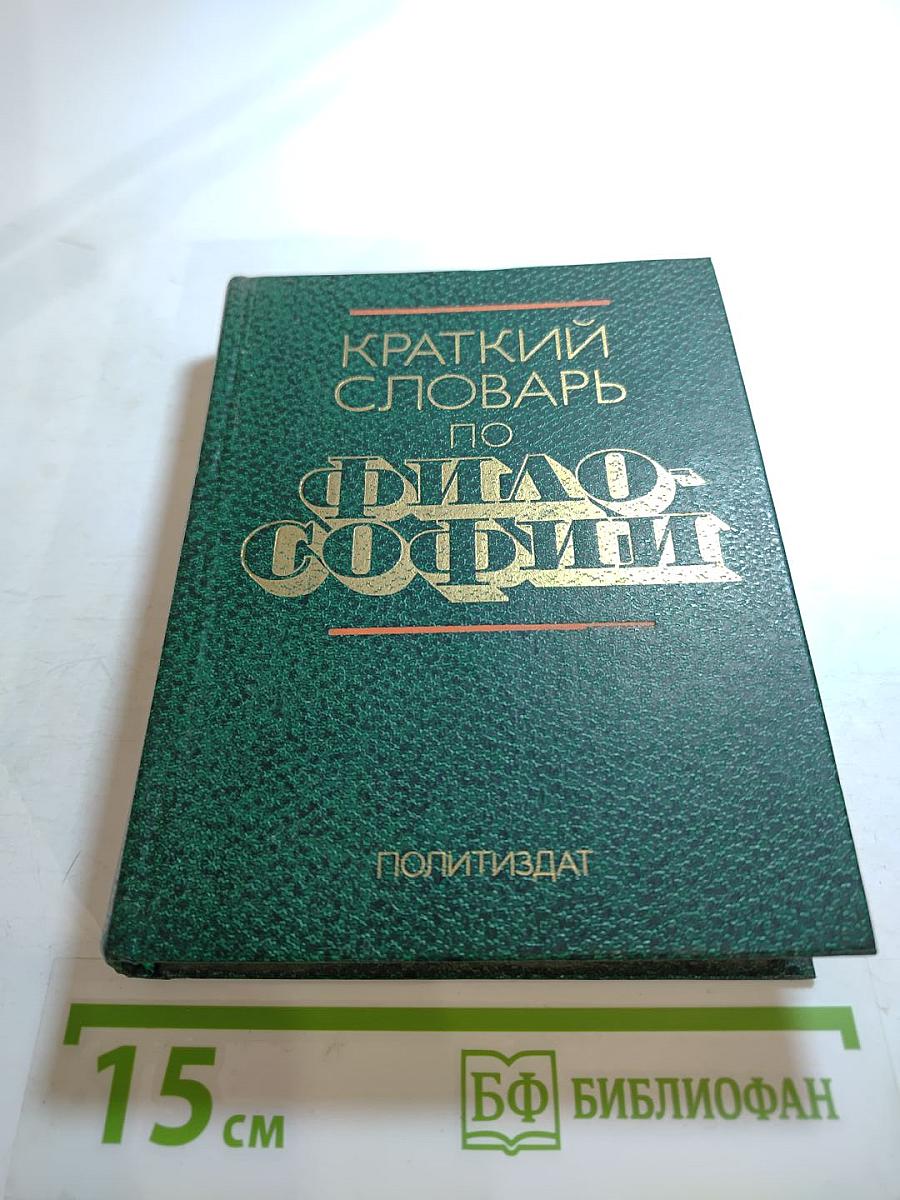 КРАТКИЙ
СЛОВАРЬ
ПО
ФИЛО-
СОФИИ
ПОЛИТИЗДАТ
15 см
БФ БИБЛИОФАН